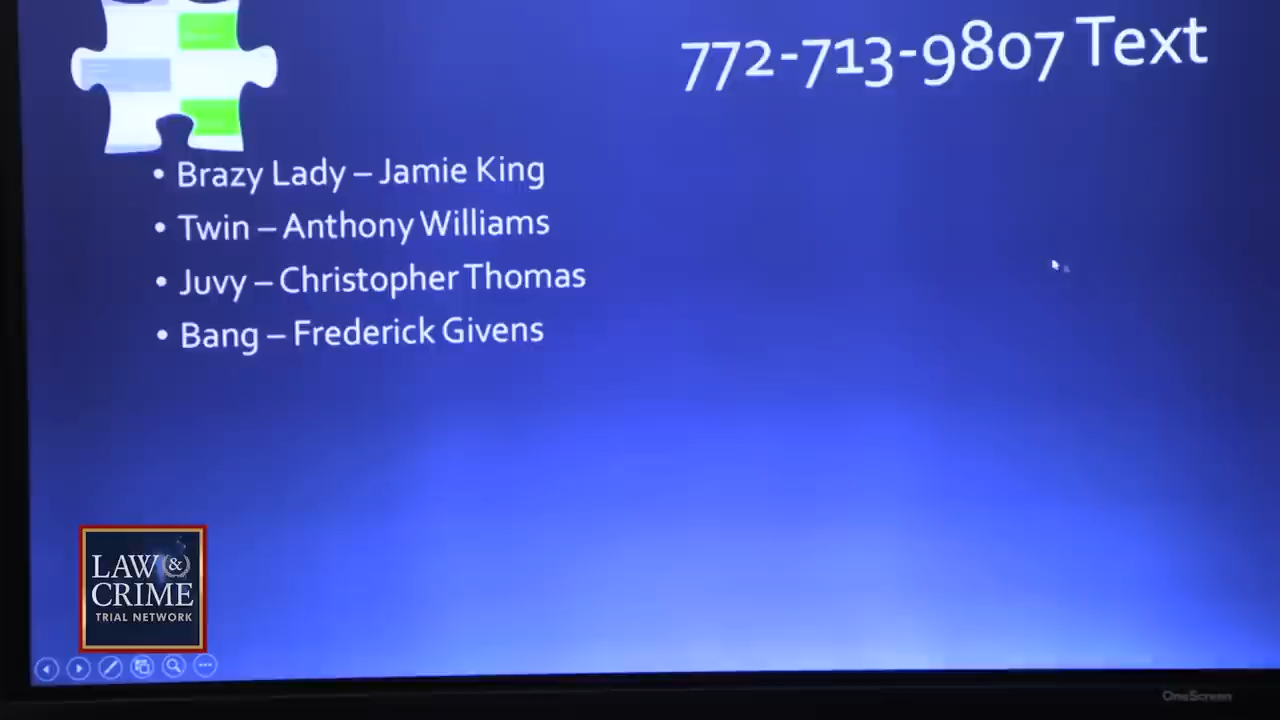 772-713-9807 Text
• Brazy Lady – Jamie King
• Twin – Anthony Williams
• Juvy – Christopher Thomas
• Bang – Frederick Givens
LAW &
CRIME
TRIAL NETWORK
OneScreen